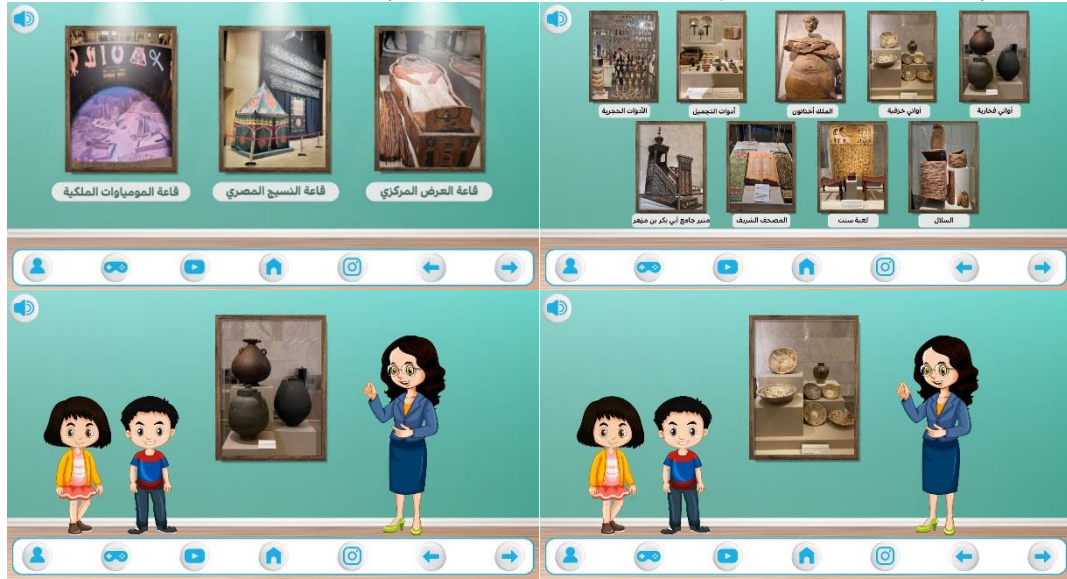 قاعة العرض المركزي
قاعة النسيج المصري
قاعة المومياوات الملكية
أواني فخارية
أواني خزفية
الملك أخناتون
أدوات التجميل
الأدوات الحجرية
السلال
لعبة سنت
المصحف الشريف
منبر جامع أبي بكر بن مزهر